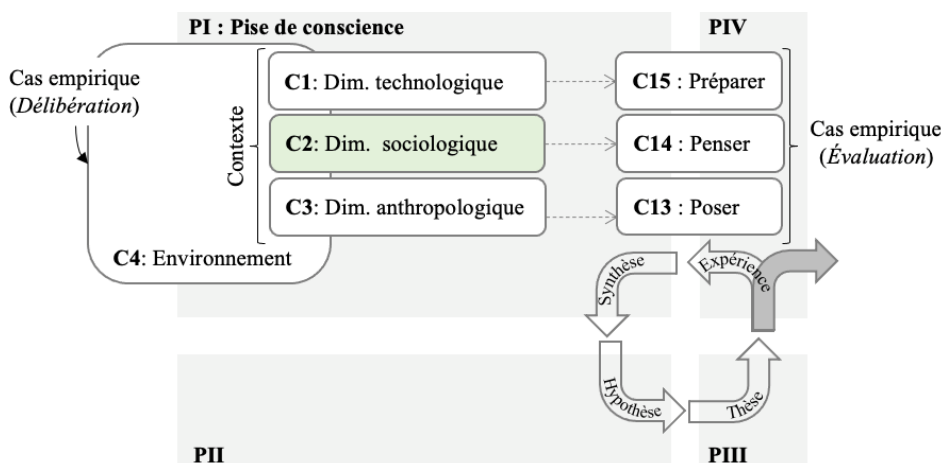 PI : Pise de conscience
PIV
Cas empirique
(Délibération)
Contexte
C1: Dim. technologique
C2: Dim. sociologique
C3: Dim. anthropologique
C4: Environnement
C15 : Préparer
C14 : Penser
C13 : Poser
Cas empirique
(Évaluation)
Synthèse
Expérience
Hypothèse
Thèse
PII
PIII